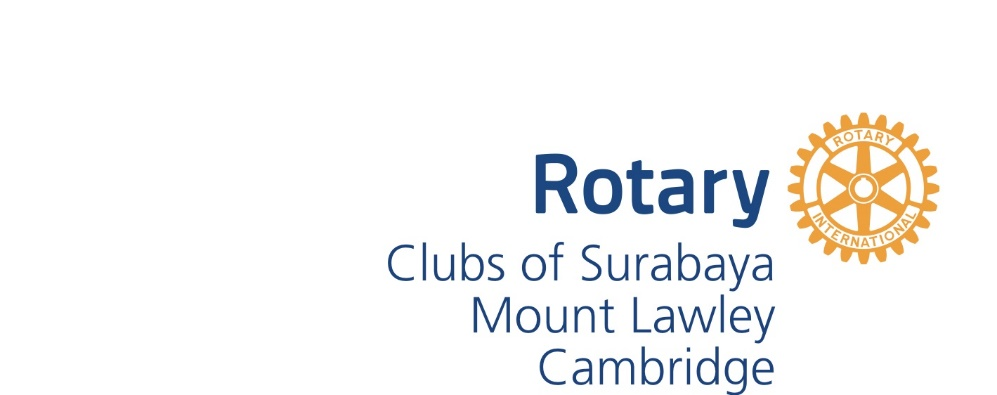 Rotary
ROTARY
INTERNATIONAL
Clubs of Surabaya
Mount Lawley
Cambridge